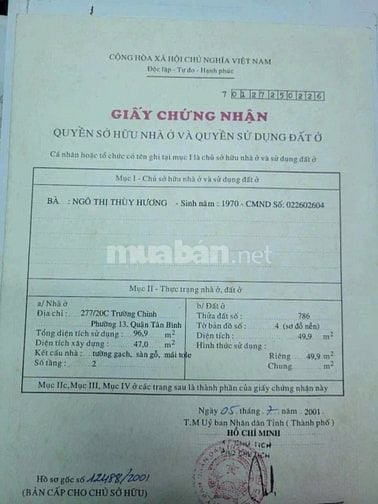 CỘNG HÒA XÃ HỘI CHỦ NGHĨA VIỆT NAM
Độc lập - Tự do - Hạnh phúc
7 0127250226
GIẤY CHỨNG NHẬN
QUYỀN SỞ HỮU NHÀ Ở VÀ QUYỀN SỬ DỤNG ĐẤT Ở
Cá nhân hoặc tổ chức có tên ghi tại mục I là chủ sở hữu nhà ở và sử dụng đất ở
Mục I - Chủ sở hữu nhà ở và sử dụng đất ở
BÀ : NGÔ THỊ THÙY HƯƠNG - Sinh năm : 1970 - CMND Số: 022602604
muaban.net
Mục II - Thực trạng nhà ở, đất ở
a/ Nhà ở
Địa chỉ : 277/20C Trường Chinh
Phường 13, Quận Tân Bình
Tổng diện tích sử dụng : 96,9 m2
Diện tích xây dựng : 47,0 m2
Kết cấu nhà : tường gạch, sàn gỗ, mái tole
Số tầng : 2
b/ Đất ở
Thửa đất số : 786
Tờ bản đồ số : 4 (sơ đồ nền)
Diện tích : 49,9 m2
Hình thức sử dụng :
Riêng : 49,9 m2
Chung : m2
Mục IIc, Mục III, Mục IV ở các trang sau là thành phần của giấy chứng nhận này
Ngày 05 tháng 7 năm 2001
T.M Uỷ ban Nhân dân Tỉnh ( Thành phố )
HỒ CHÍ MINH
Hồ sơ gốc số 12488/2001
(BẢN CẤP CHO CHỦ SỞ HỮU)